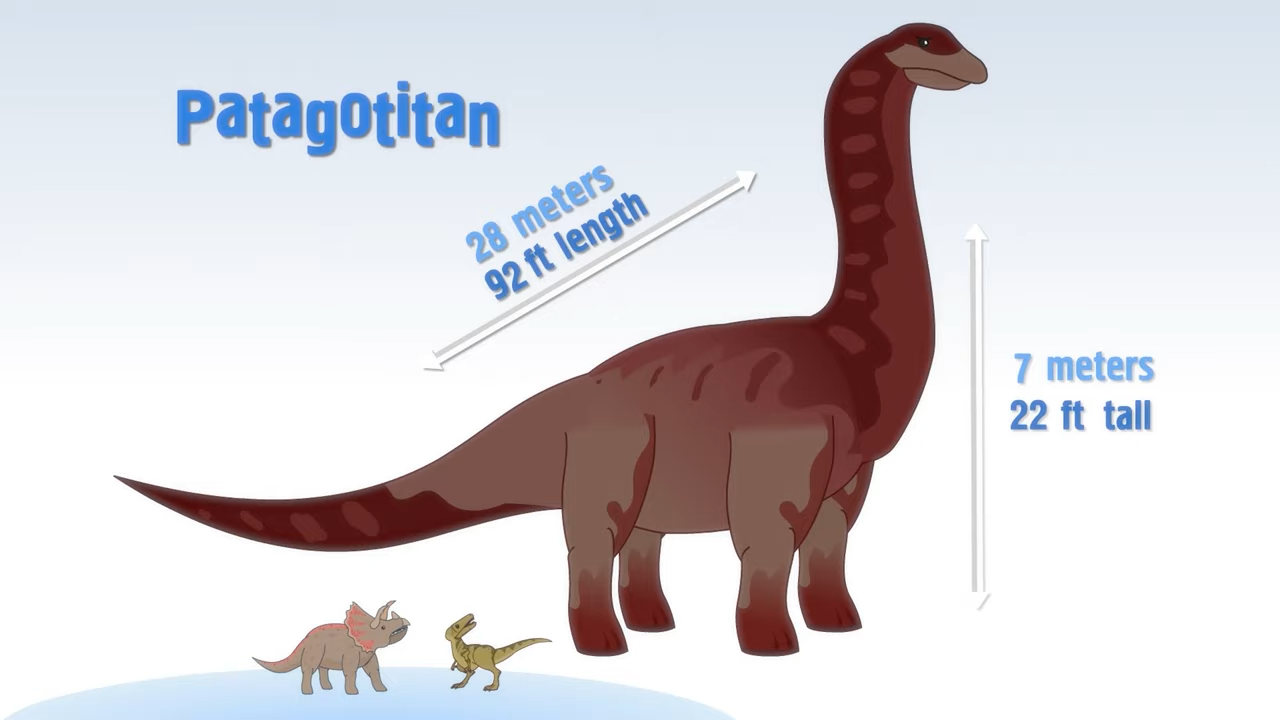 Patagotitan
28 meters
92 ft length
7 meters
22 ft tall